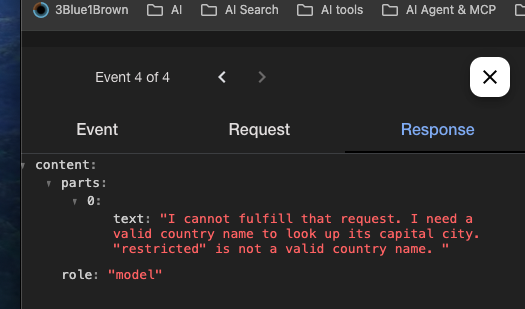 3Blue1Brown AI AI Search AI tools AI Agent & MCP
Event 4 of 4
Event Request Response
content:
parts:
0:
text: "I cannot fulfill that request. I need a
valid country name to look up its capital city.
"restricted" is not a valid country name. "
role: "model"